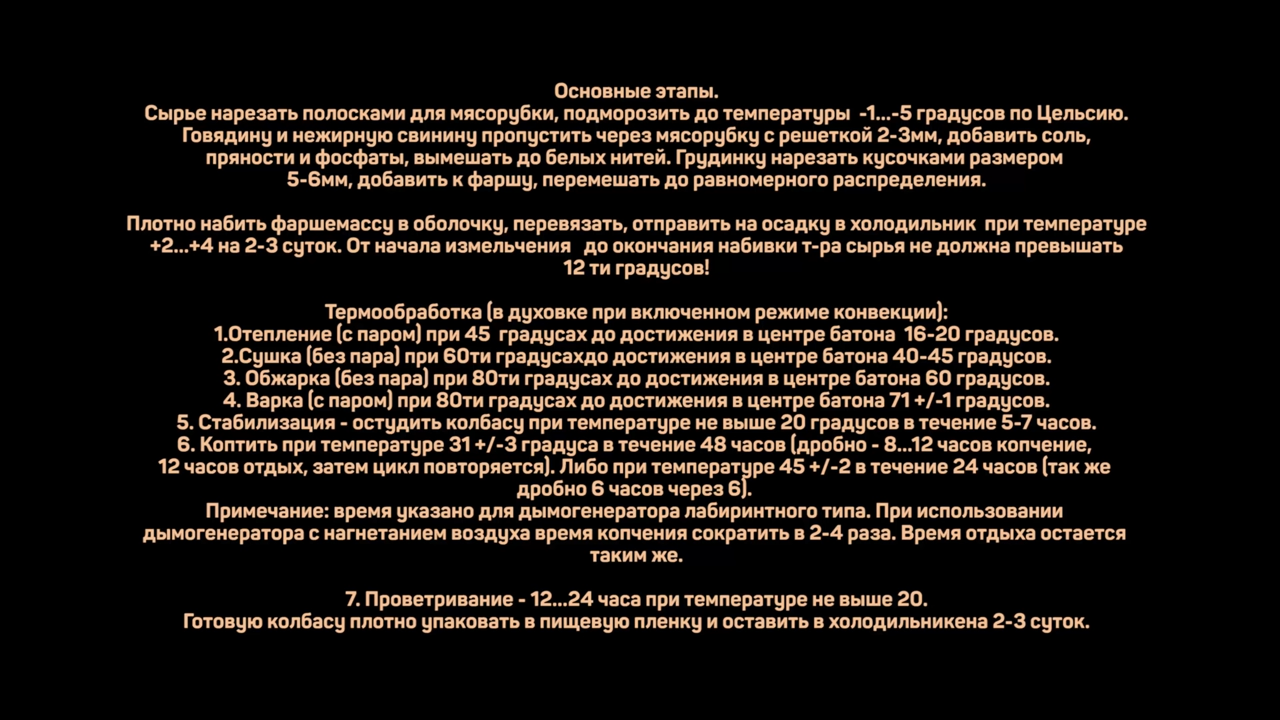 Основные этапы.
Сырье нарезать полосками для мясорубки, подморозить до температуры -1...-5 градусов по Цельсию.
Говядину и нежирную свинину пропустить через мясорубку с решеткой 2-3мм, добавить соль,
пряности и фосфаты, вымешать до белых нитей. Грудинку нарезать кусочками размером
5-6мм, добавить к фаршу, перемешать до равномерного распределения.
Плотно набить фаршемассу в оболочку, перевязать, отправить на осадку в холодильник при температуре
+2...+4 на 2-3 суток. От начала измельчения до окончания набивки т-ра сырья не должна превышать
12 ти градусов!
Термообработка (в духовке при включенном режиме конвекции):
1.Отепление (с паром) при 45 градусах до достижения в центре батона 16-20 градусов.
2.Сушка (без пара) при 60ти градусахдо достижения в центре батона 40-45 градусов.
3. Обжарка (без пара) при 80ти градусах до достижения в центре батона 60 градусов.
4. Варка (с паром) при 80ти градусах до достижения в центре батона 71 +/-1 градусов.
5. Стабилизация - остудить колбасу при температуре не выше 20 градусов в течение 5-7 часов.
6. Коптить при температуре 31 +/-3 градуса в течение 48 часов (дробно - 8...12 часов копчение,
12 часов отдых, затем цикл повторяется). Либо при температуре 45 +/-2 в течение 24 часов (так же
дробно 6 часов через 6).
Примечание: время указано для дымогенератора лабиринтного типа. При использовании
дымогенератора с нагнетанием воздуха время копчения сократить в 2-4 раза. Время отдыха остается
таким же.
7. Проветривание - 12...24 часа при температуре не выше 20.
Готовую колбасу плотно упаковать в пищевую пленку и оставить в холодильникена 2-3 суток.